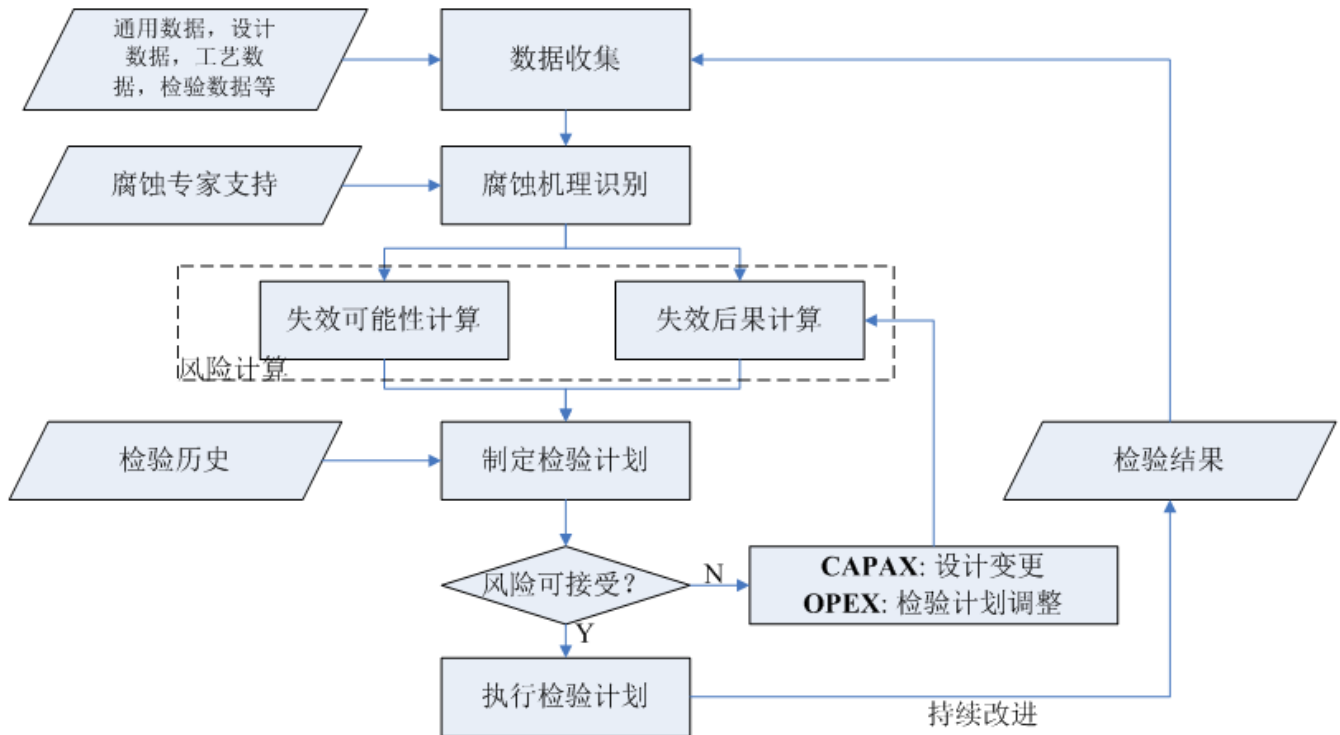 通用数据，设计
数据，工艺数
据，检验数据等
数据收集
腐蚀专家支持
腐蚀机理识别
失效可能性计算
失效后果计算
风险计算
检验历史
制定检验计划
检验结果
风险可接受？
N
CAPAX: 设计变更
OPEX: 检验计划调整
Y
执行检验计划
持续改进